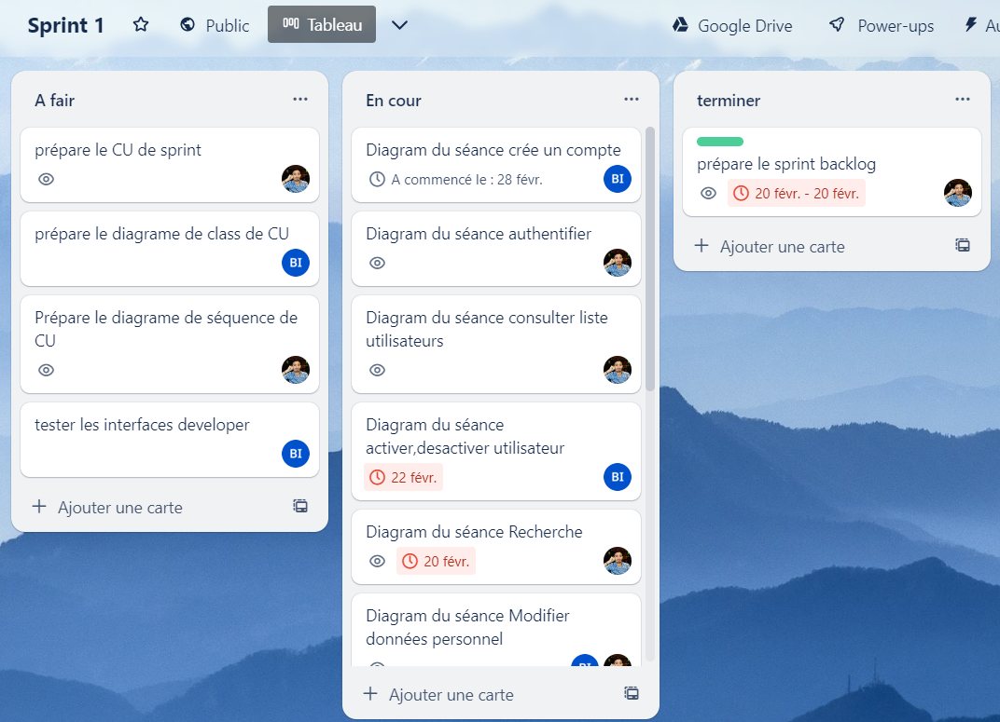 Sprint 1
Public
Tableau
Google Drive
Power-ups
Au
A fair
prépare le CU de sprint
prépare le diagrame de class de CU
BI
Prépare le diagrame de séquence de
CU
tester les interfaces developer
BI
Ajouter une carte
En cour
Diagram du séance crée un compte
A commencé le : 28 févr.
BI
Diagram du séance authentifier
Diagram du séance consulter liste
utilisateurs
Diagram du séance
activer,desactiver utilisateur
22 févr.
BI
Diagram du séance Recherche
20 févr.
Diagram du séance Modifier
données personnel
BI
Ajouter une carte
terminer
prépare le sprint backlog
20 févr. - 20 févr.
Ajouter une carte